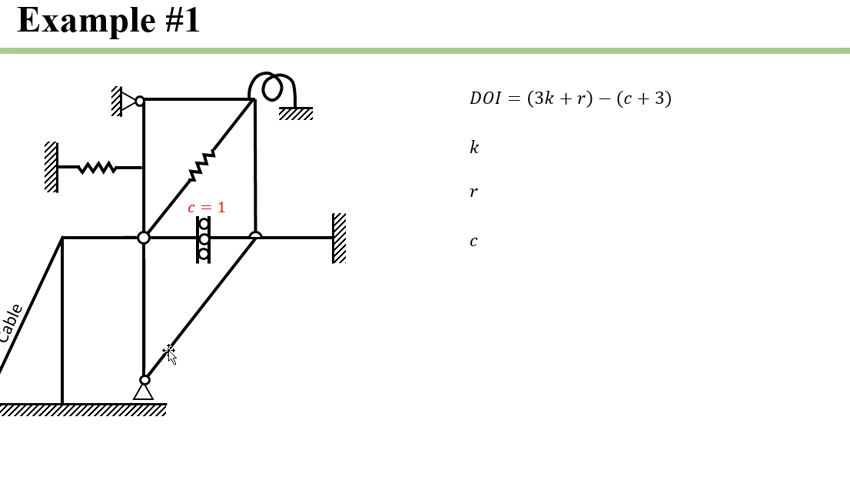 Example #1
DOI = (3k + r) − (c + 3)
k
c = 1
r
c
Cable